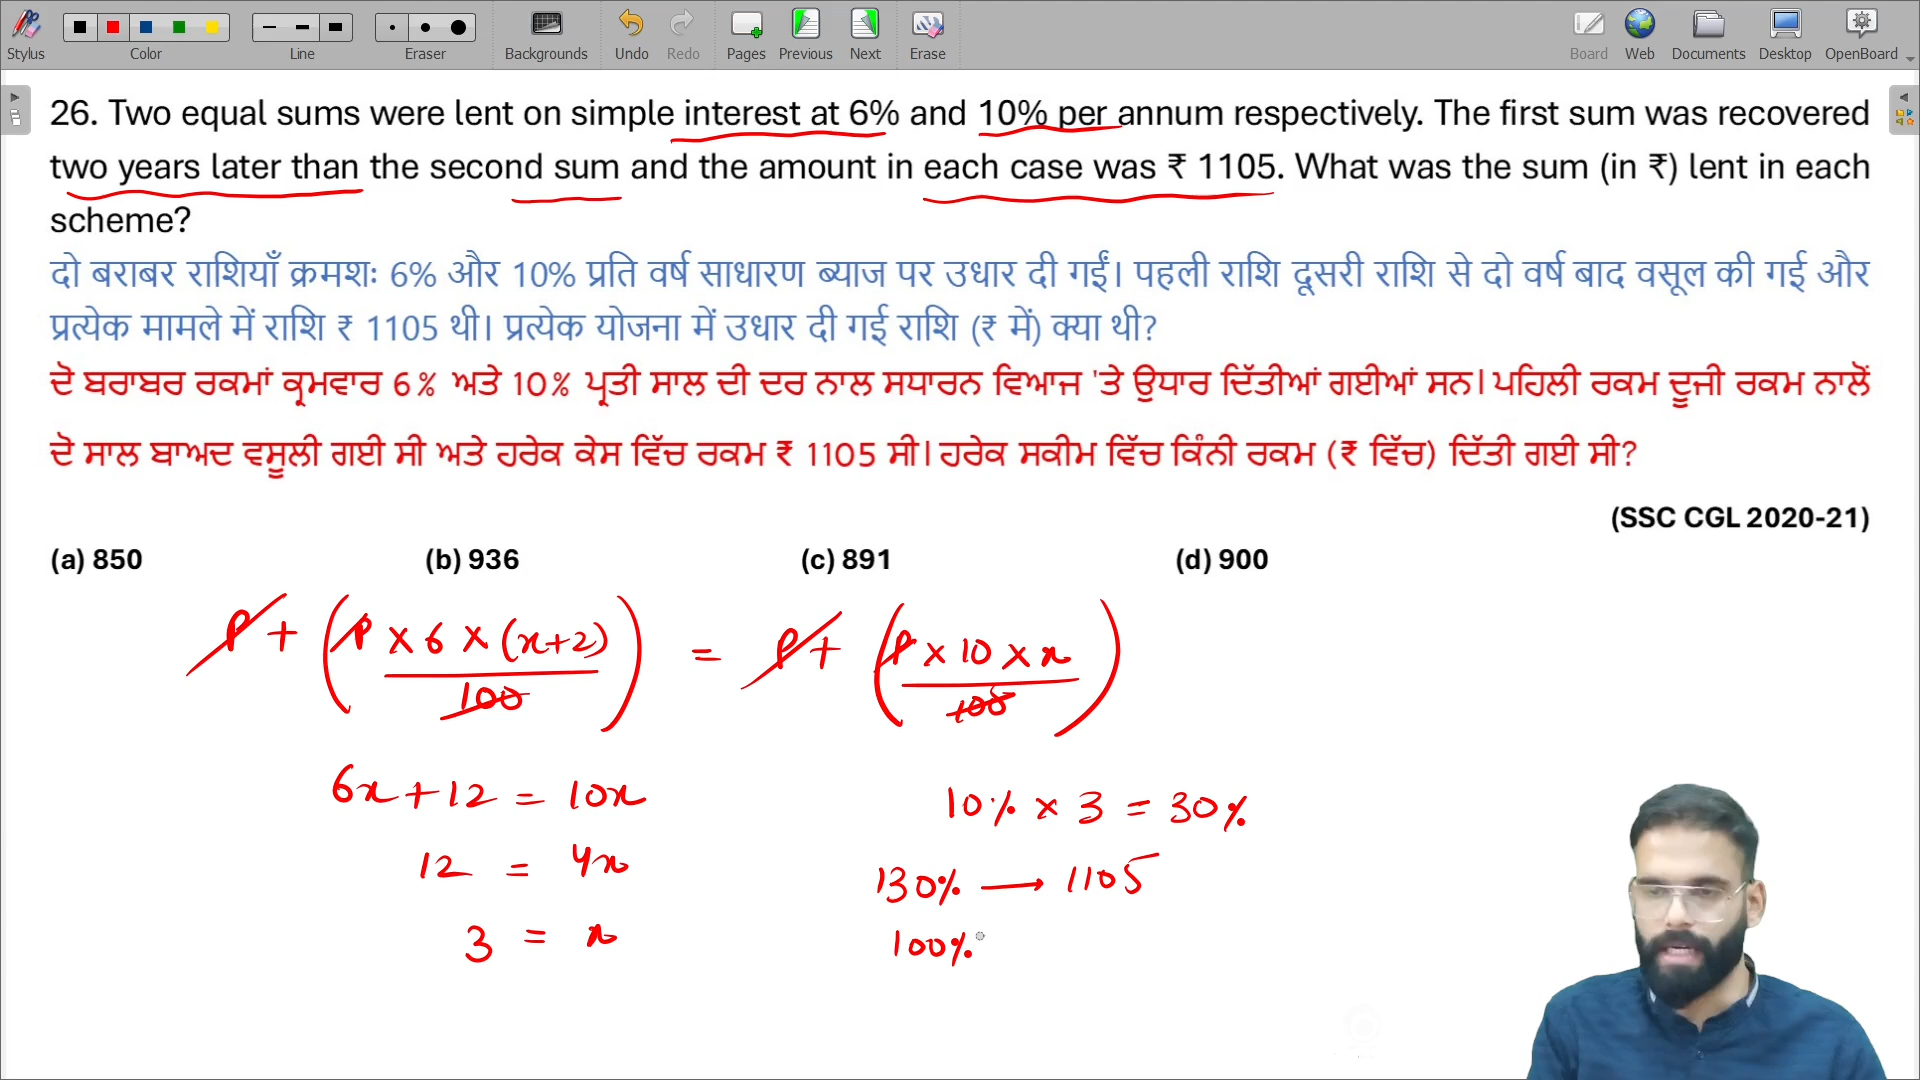 Stylus Color Line Eraser Backgrounds Undo Redo Pages Previous Next Erase Board Web Documents Desktop OpenBoard
26. Two equal sums were lent on simple interest at 6% and 10% per annum respectively. The first sum was recovered
two years later than the second sum and the amount in each case was ₹ 1105. What was the sum (in ₹) lent in each
scheme?
दो बराबर राशियाँ क्रमशः 6% और 10% प्रति वर्ष साधारण ब्याज पर उधार दी गईं। पहली राशि दूसरी राशि से दो वर्ष बाद वसूल की गई और
प्रत्येक मामले में राशि ₹ 1105 थी। प्रत्येक योजना में उधार दी गई राशि (₹ में) क्या थी?
ਦੋ ਬਰਾਬਰ ਰਕਮਾਂ ਕ੍ਰਮਵਾਰ 6% ਅਤੇ 10% ਪ੍ਰਤੀ ਸਾਲ ਦੀ ਦਰ ਨਾਲ ਸਧਾਰਨ ਵਿਆਜ 'ਤੇ ਉਧਾਰ ਦਿੱਤੀਆਂ ਗਈਆਂ ਸਨ। ਪਹਿਲੀ ਰਕਮ ਦੂਜੀ ਰਕਮ ਨਾਲੋਂ
ਦੋ ਸਾਲ ਬਾਅਦ ਵਸੂਲੀ ਗਈ ਸੀ ਅਤੇ ਹਰੇਕ ਕੇਸ ਵਿੱਚ ਰਕਮ ₹ 1105 ਸੀ। ਹਰੇਕ ਸਕੀਮ ਵਿੱਚ ਕਿੰਨੀ ਰਕਮ (₹ ਵਿੱਚ) ਦਿੱਤੀ ਗਈ ਸੀ?
(SSC CGL 2020-21)
(a) 850 (b) 936 (c) 891 (d) 900
P + (P × 6 × (x+2) / 100) = P + (P × 10 × x / 100)
6x + 12 = 10x
12 = 4x
3 = x
10% × 3 = 30%
130% → 1105
100%